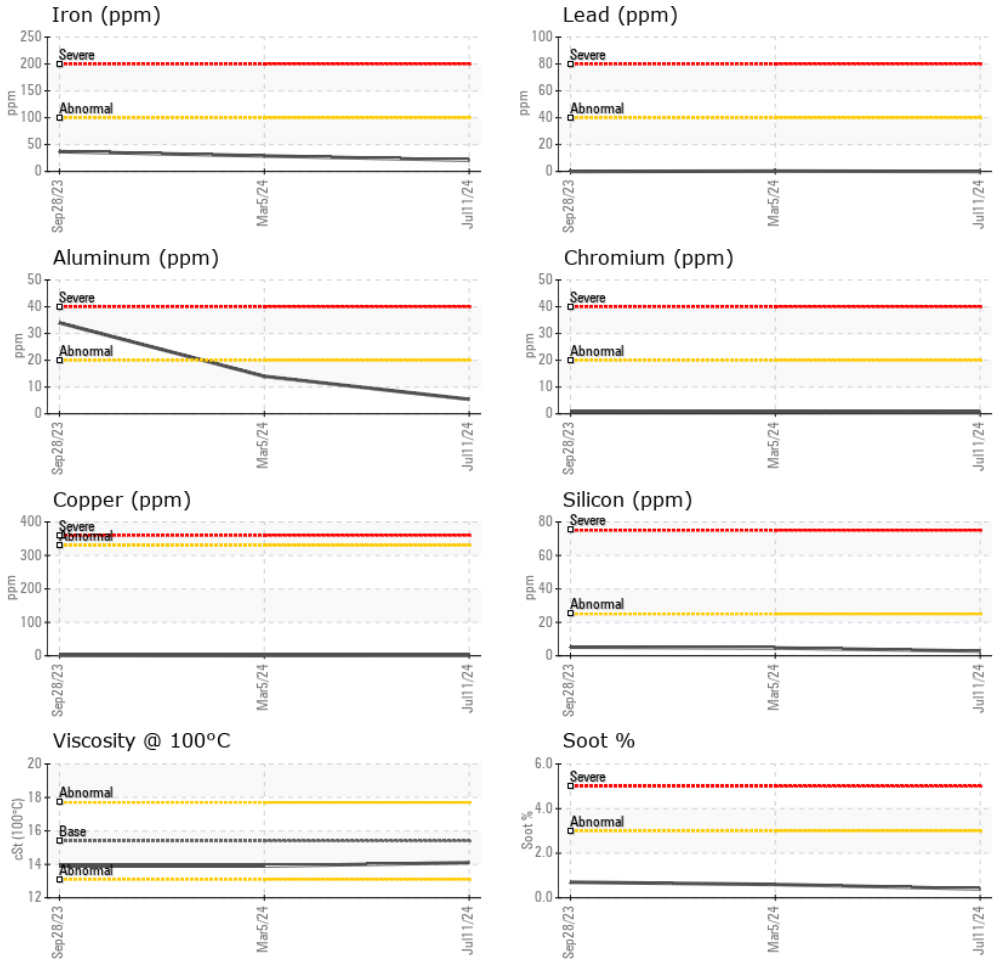 Iron (ppm)
250
200
150
100
50
0
ppm
Severe
Abnormal
Sep28/23
Mar5/24
Jul11/24
Lead (ppm)
100
80
60
40
20
0
ppm
Severe
Abnormal
Sep28/23
Mar5/24
Jul11/24
Aluminum (ppm)
50
40
30
20
10
0
ppm
Severe
Abnormal
Sep28/23
Mar5/24
Jul11/24
Chromium (ppm)
50
40
30
20
10
0
ppm
Severe
Abnormal
Sep28/23
Mar5/24
Jul11/24
Copper (ppm)
400
300
200
100
0
ppm
Severe
Abnormal
Sep28/23
Mar5/24
Jul11/24
Silicon (ppm)
80
60
40
20
0
ppm
Severe
Abnormal
Sep28/23
Mar5/24
Jul11/24
Viscosity @ 100°C
20
18
16
14
12
cSt (100°C)
Abnormal
Base
Abnormal
Sep28/23
Mar5/24
Jul11/24
Soot %
6.0
4.0
2.0
0.0
Soot %
Severe
Abnormal
Sep28/23
Mar5/24
Jul11/24